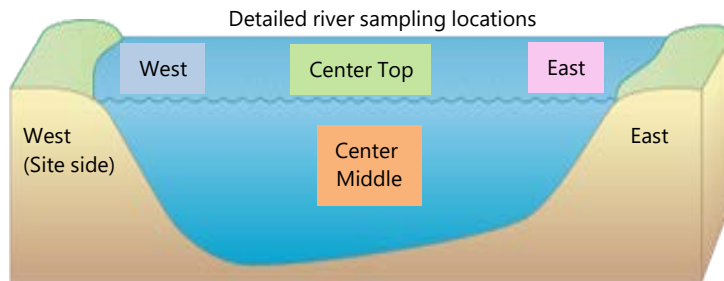 Detailed river sampling locations
West
Center Top
East
West
(Site side)
Center
Middle
East